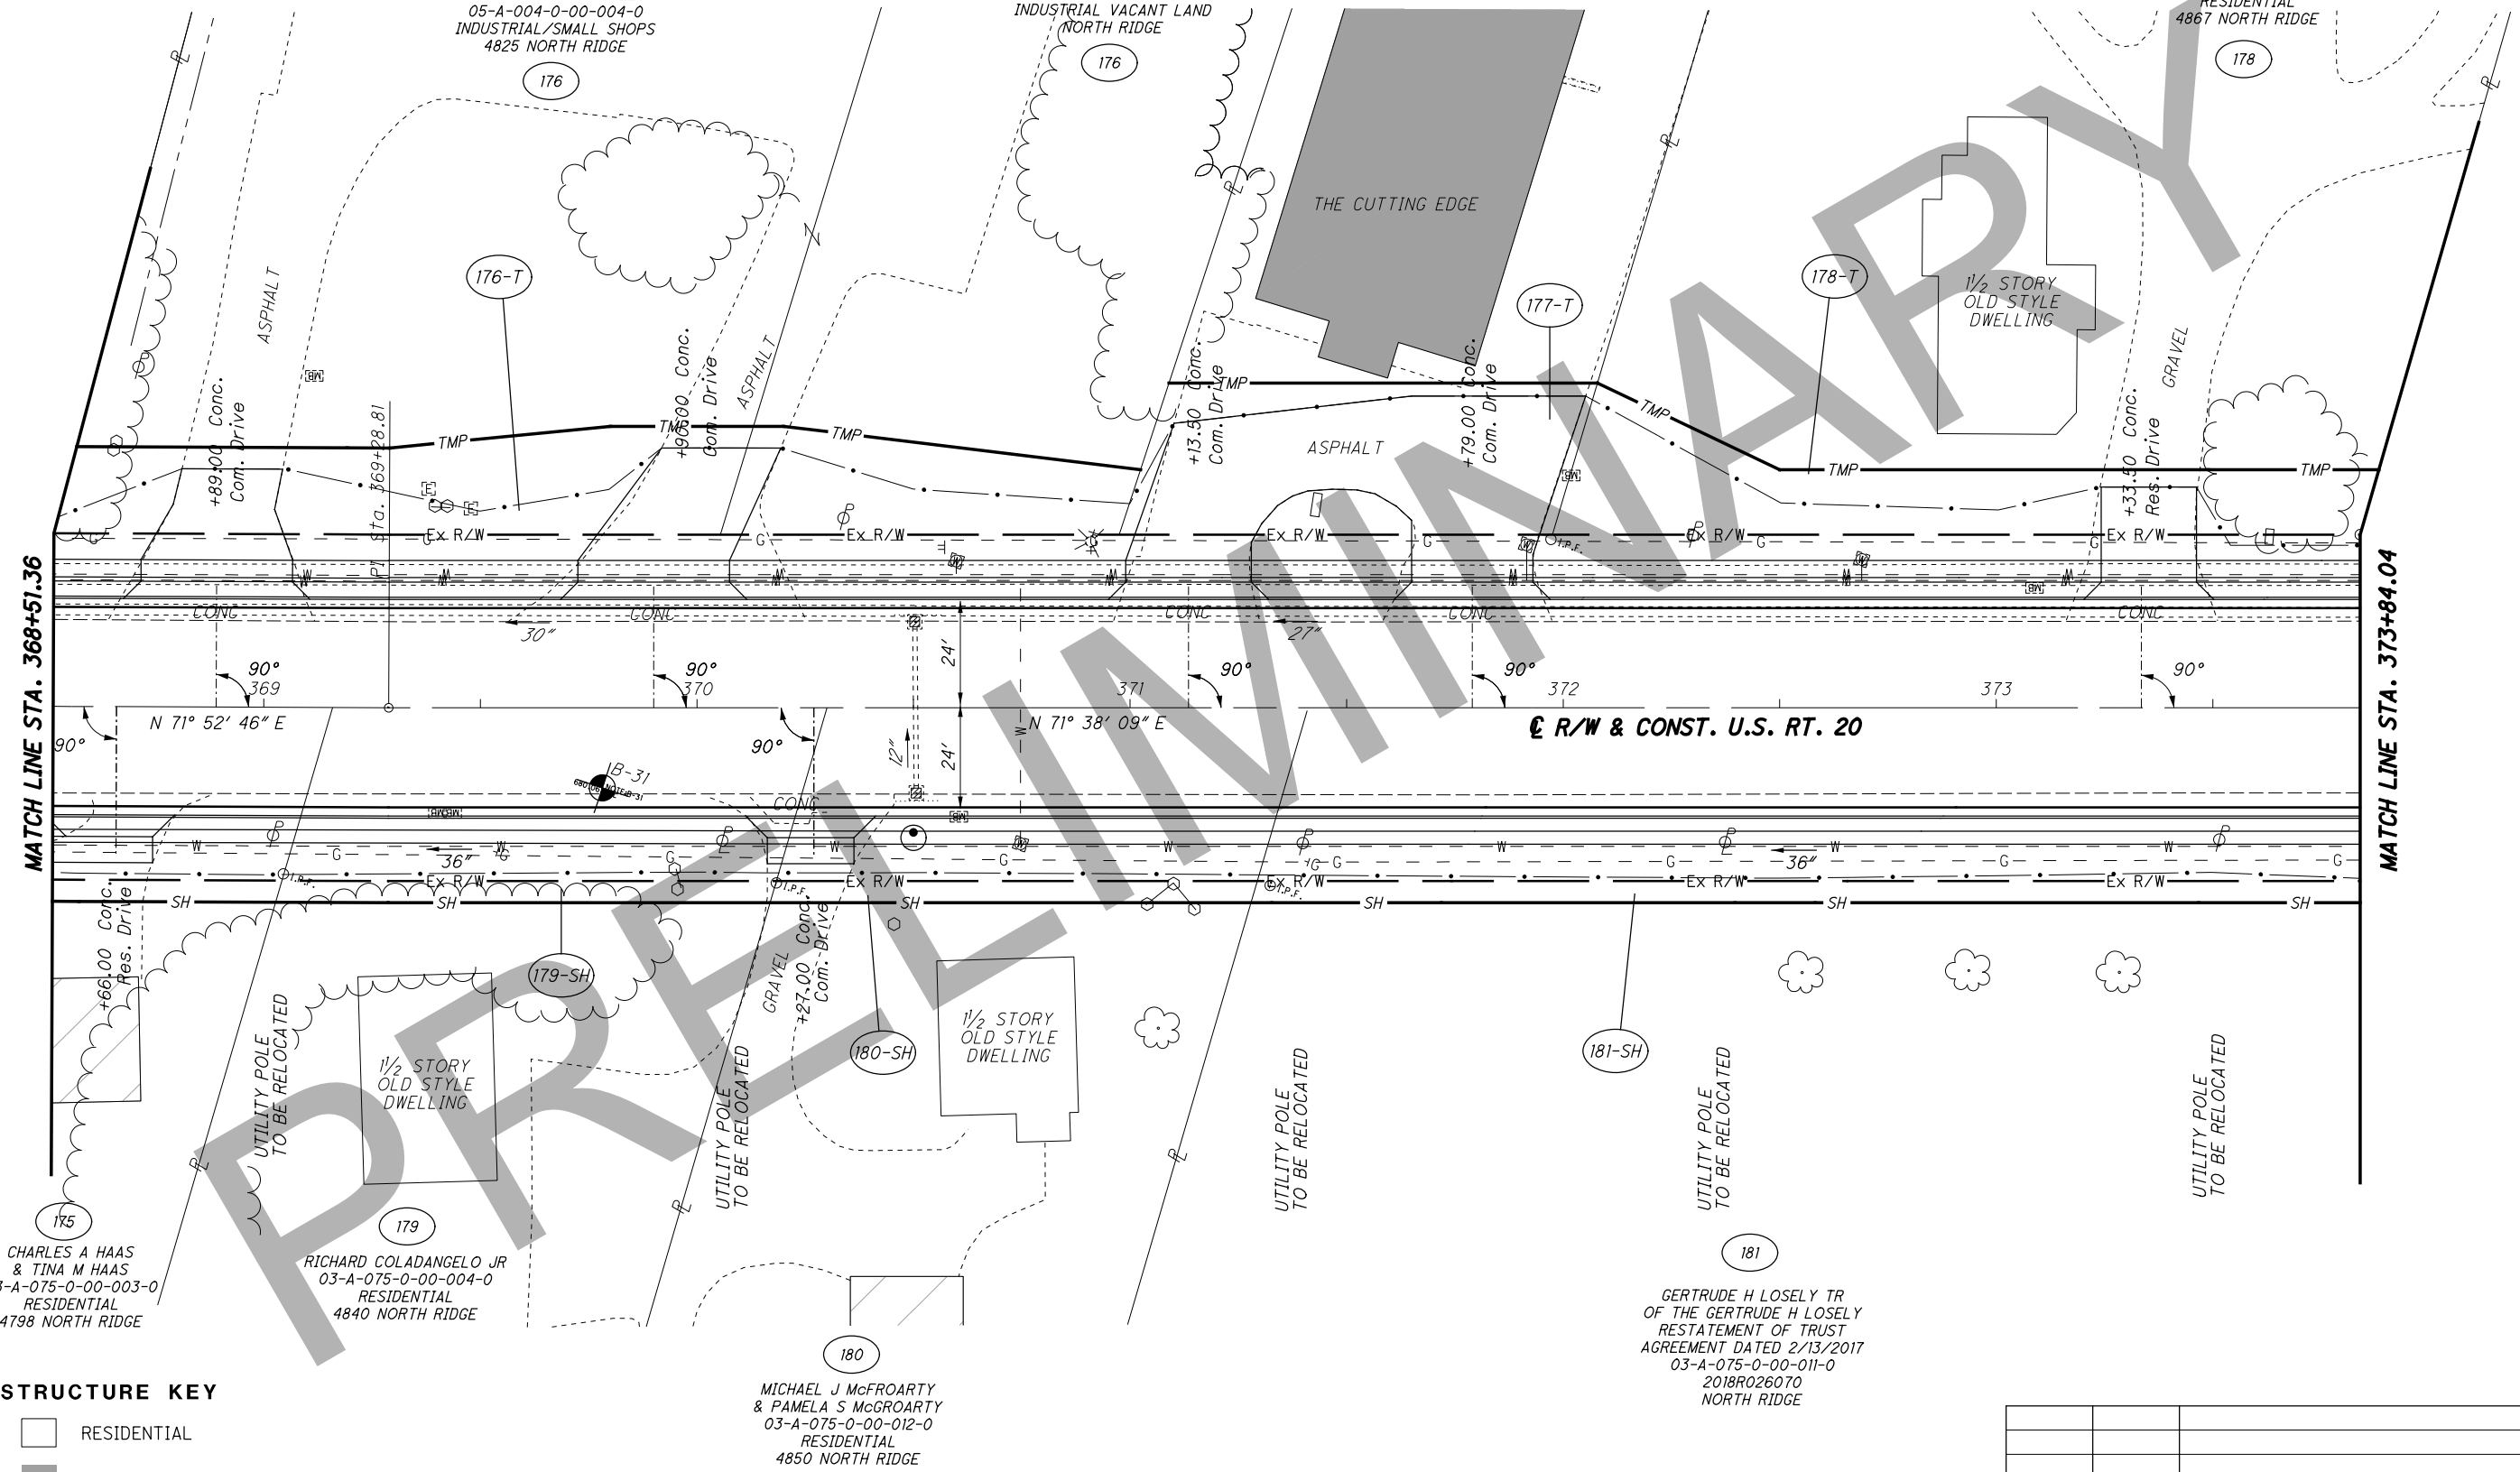 05-A-004-0-00-004-0
INDUSTRIAL/SMALL SHOPS
4825 NORTH RIDGE
176
INDUSTRIAL VACANT LAND
NORTH RIDGE
176
RESIDENTIAL
4867 NORTH RIDGE
178
PRELIMINARY
THE CUTTING EDGE
176-T
177-T
178-T
1½ STORY
OLD STYLE
DWELLING
ASPHALT
ASPHALT
ASPHALT
GRAVEL
+89.00 Conc.
Com. Drive
PI Sta. 369+28.81
+90.00 Conc.
Com. Drive
+13.50 Conc.
Com. Drive
+79.00 Conc.
Com. Drive
+33.50 Conc.
Res. Drive
TMP
TMP
TMP
TMP
TMP
TMP
TMP
Ex R/W
Ex R/W
Ex R/W
Ex R/W
Ex R/W
I.P.F.
CONC
CONC
CONC
CONC
CONC
30"
27"
MATCH LINE STA. 368+51.36
MATCH LINE STA. 373+84.04
90°
90°
90°
90°
90°
369
370
371
372
373
24'
24'
12"
N 71° 52' 46" E
N 71° 38' 09" E
℄ R/W & CONST. U.S. RT. 20
90°
90°
B-31
CONC
36"
36"
I.P.F.
I.P.F.
I.P.F.
Ex R/W
Ex R/W
Ex R/W
Ex R/W
Ex R/W
SH
SH
SH
SH
SH
SH
+66.00 Conc.
Res. Drive
179-SH
GRAVEL
+27.00 Conc.
Com. Drive
180-SH
181-SH
1½ STORY
OLD STYLE
DWELLING
1½ STORY
OLD STYLE
DWELLING
UTILITY POLE
TO BE RELOCATED
UTILITY POLE
TO BE RELOCATED
UTILITY POLE
TO BE RELOCATED
UTILITY POLE
TO BE RELOCATED
UTILITY POLE
TO BE RELOCATED
175
CHARLES A HAAS
& TINA M HAAS
3-A-075-0-00-003-0
RESIDENTIAL
4798 NORTH RIDGE
179
RICHARD COLADANGELO JR
03-A-075-0-00-004-0
RESIDENTIAL
4840 NORTH RIDGE
180
MICHAEL J McFROARTY
& PAMELA S McGROARTY
03-A-075-0-00-012-0
RESIDENTIAL
4850 NORTH RIDGE
181
GERTRUDE H LOSELY TR
OF THE GERTRUDE H LOSELY
RESTATEMENT OF TRUST
AGREEMENT DATED 2/13/2017
03-A-075-0-00-011-0
2018R026070
NORTH RIDGE
STRUCTURE KEY
RESIDENTIAL